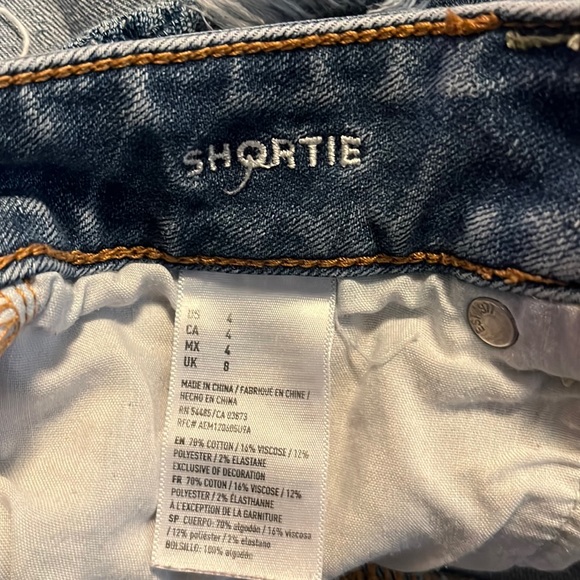 SHORTIE
US 4
CA 4
MX 4
UK 8
MADE IN CHINA / FABRIQUÉ EN CHINE /
HECHO EN CHINA
RN 54485/CA 03673
RFC# AEM120605U9A
EN 70% COTTON / 16% VISCOSE / 12%
POLYESTER / 2% ELASTANE
EXCLUSIVE OF DECORATION
FR 70% COTON / 16% VISCOSE / 12%
POLYESTER / 2% ÉLASTHANNE
À L'EXCEPTION DE LA GARNITURE
SP CUERPO: 70% algodón / 16% viscosa
/ 12% poliéster / 2% elastano
BOLSILLO: 100% algodón